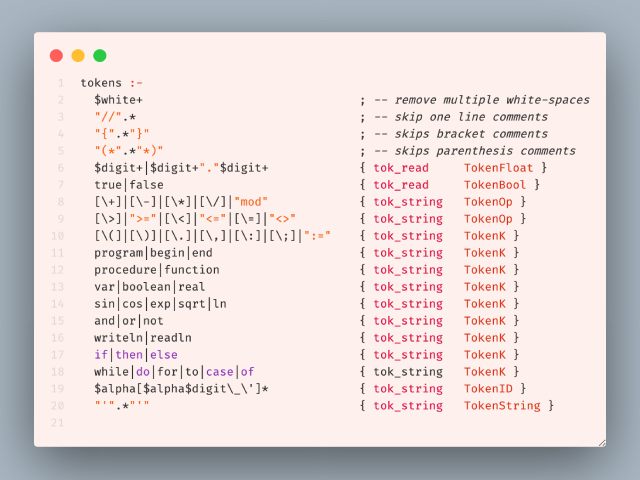 1 tokens :-
2 $white+ ; -- remove multiple white-spaces
3 "//".* ; -- skip one line comments
4 "{".*"}" ; -- skips bracket comments
5 "(*".*"*)" ; -- skips parenthesis comments
6 $digit+|$digit+"."$digit+ { tok_read TokenFloat }
7 true|false { tok_read TokenBool }
8 [\+]|[\-]|[\*]|[\/]|"mod" { tok_string TokenOp }
9 [\>]|">="|[\<]|"<="|[\=]|"<>" { tok_string TokenOp }
10 [\(]|[\)]|[\.]|[\,]|[\:]|[\;]|":=" { tok_string TokenK }
11 program|begin|end { tok_string TokenK }
12 procedure|function { tok_string TokenK }
13 var|boolean|real { tok_string TokenK }
14 sin|cos|exp|sqrt|ln { tok_string TokenK }
15 and|or|not { tok_string TokenK }
16 writeln|readln { tok_string TokenK }
17 if|then|else { tok_string TokenK }
18 while|do|for|to|case|of { tok_string TokenK }
19 $alpha[$alpha$digit\_\']* { tok_string TokenID }
20 "'".*"'" { tok_string TokenString }
21